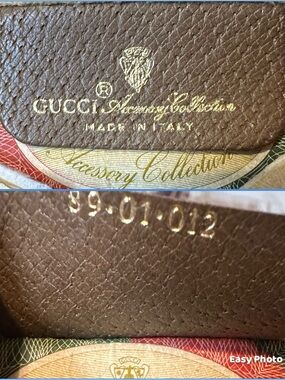 ®
GUCCI Accessory Collection
MADE IN ITALY
Accessory Collection
89·01·012
Easy Photo